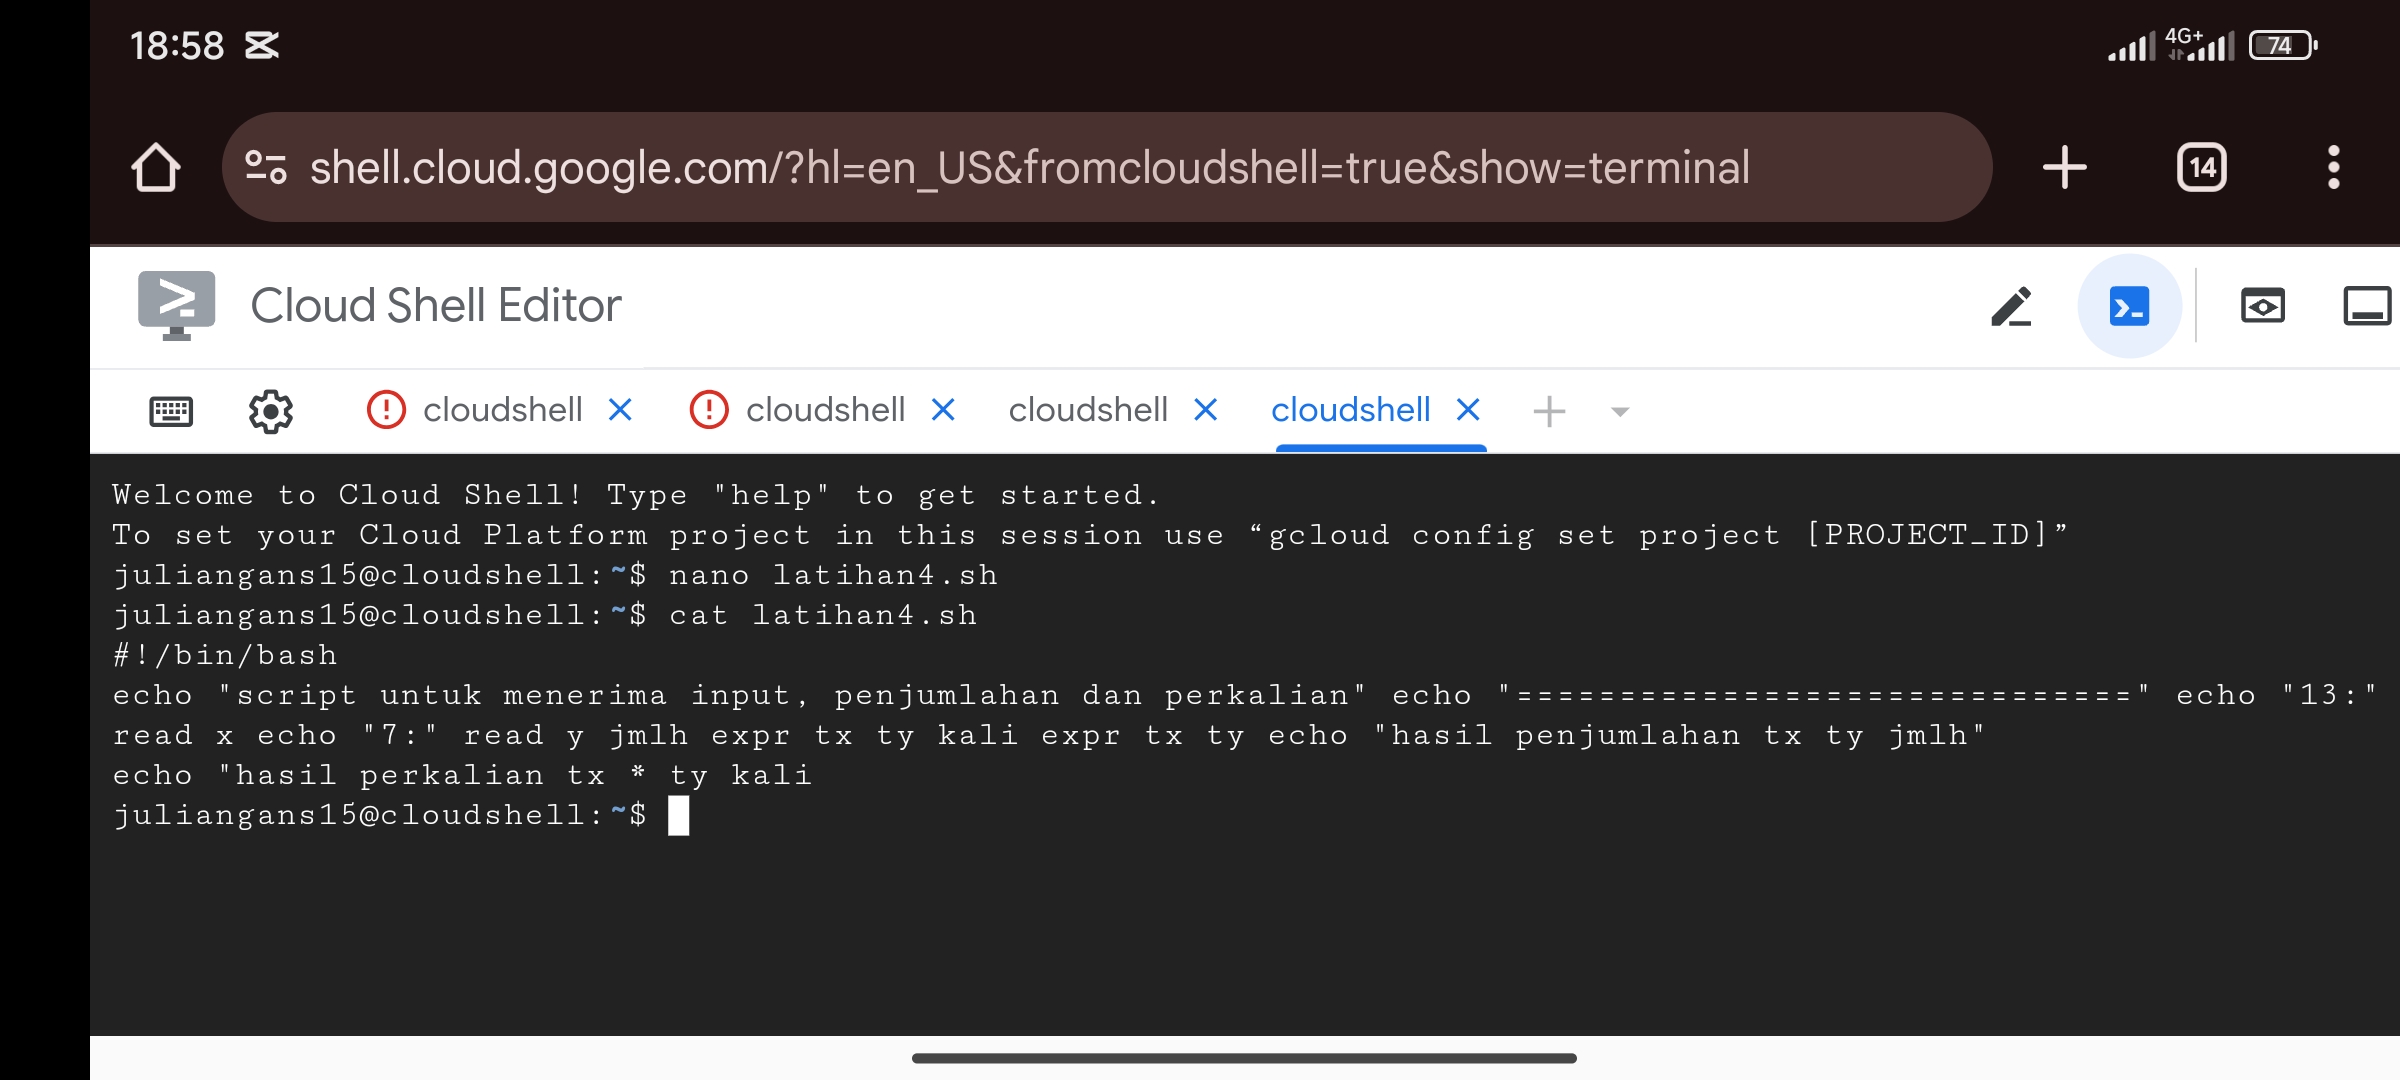 18:58
4G+
74
shell.cloud.google.com/?hl=en_US&fromcloudshell=true&show=terminal
14
Cloud Shell Editor
cloudshell cloudshell cloudshell cloudshell
Welcome to Cloud Shell! Type "help" to get started.
To set your Cloud Platform project in this session use “gcloud config set project [PROJECT_ID]”
juliangans15@cloudshell:~$ nano latihan4.sh
juliangans15@cloudshell:~$ cat latihan4.sh
#!/bin/bash
echo "script untuk menerima input, penjumlahan dan perkalian" echo "==============================" echo "13:"
read x echo "7:" read y jmlh expr tx ty kali expr tx ty echo "hasil penjumlahan tx ty jmlh"
echo "hasil perkalian tx * ty kali
juliangans15@cloudshell:~$